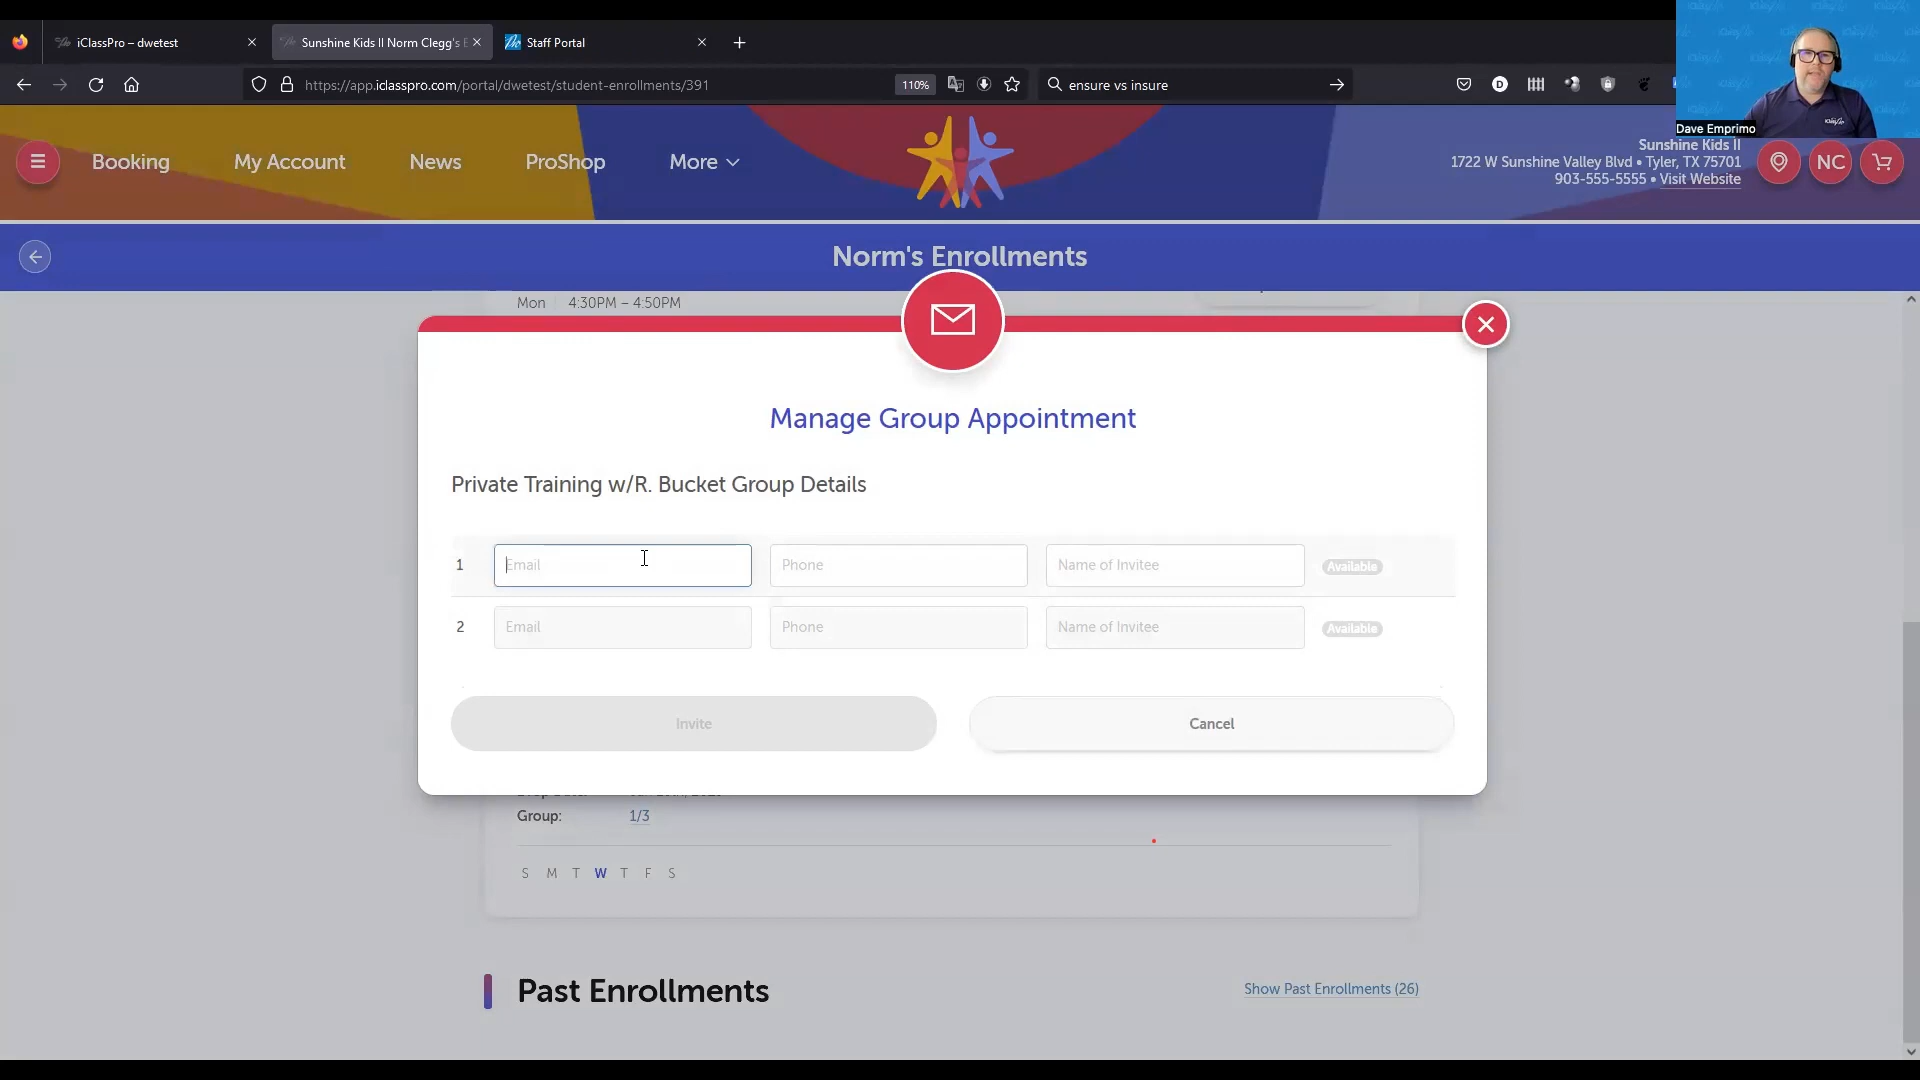 iClassPro – dwetest
Sunshine Kids II Norm Clegg's E
Staff Portal
https://app.iclasspro.com/portal/dwetest/student-enrollments/391
110%
ensure vs insure
Dave Emprimo
Booking
My Account
News
ProShop
More
Sunshine Kids II
1722 W Sunshine Valley Blvd • Tyler, TX 75701
903-555-5555 • Visit Website
NC
Norm's Enrollments
Mon 4:30PM – 4:50PM
Manage Group Appointment
Private Training w/R. Bucket Group Details
1 Email Phone Name of Invitee Available
2 Email Phone Name of Invitee Available
Invite
Cancel
Group: 1/3
S M T W T F S
Past Enrollments
Show Past Enrollments (26)